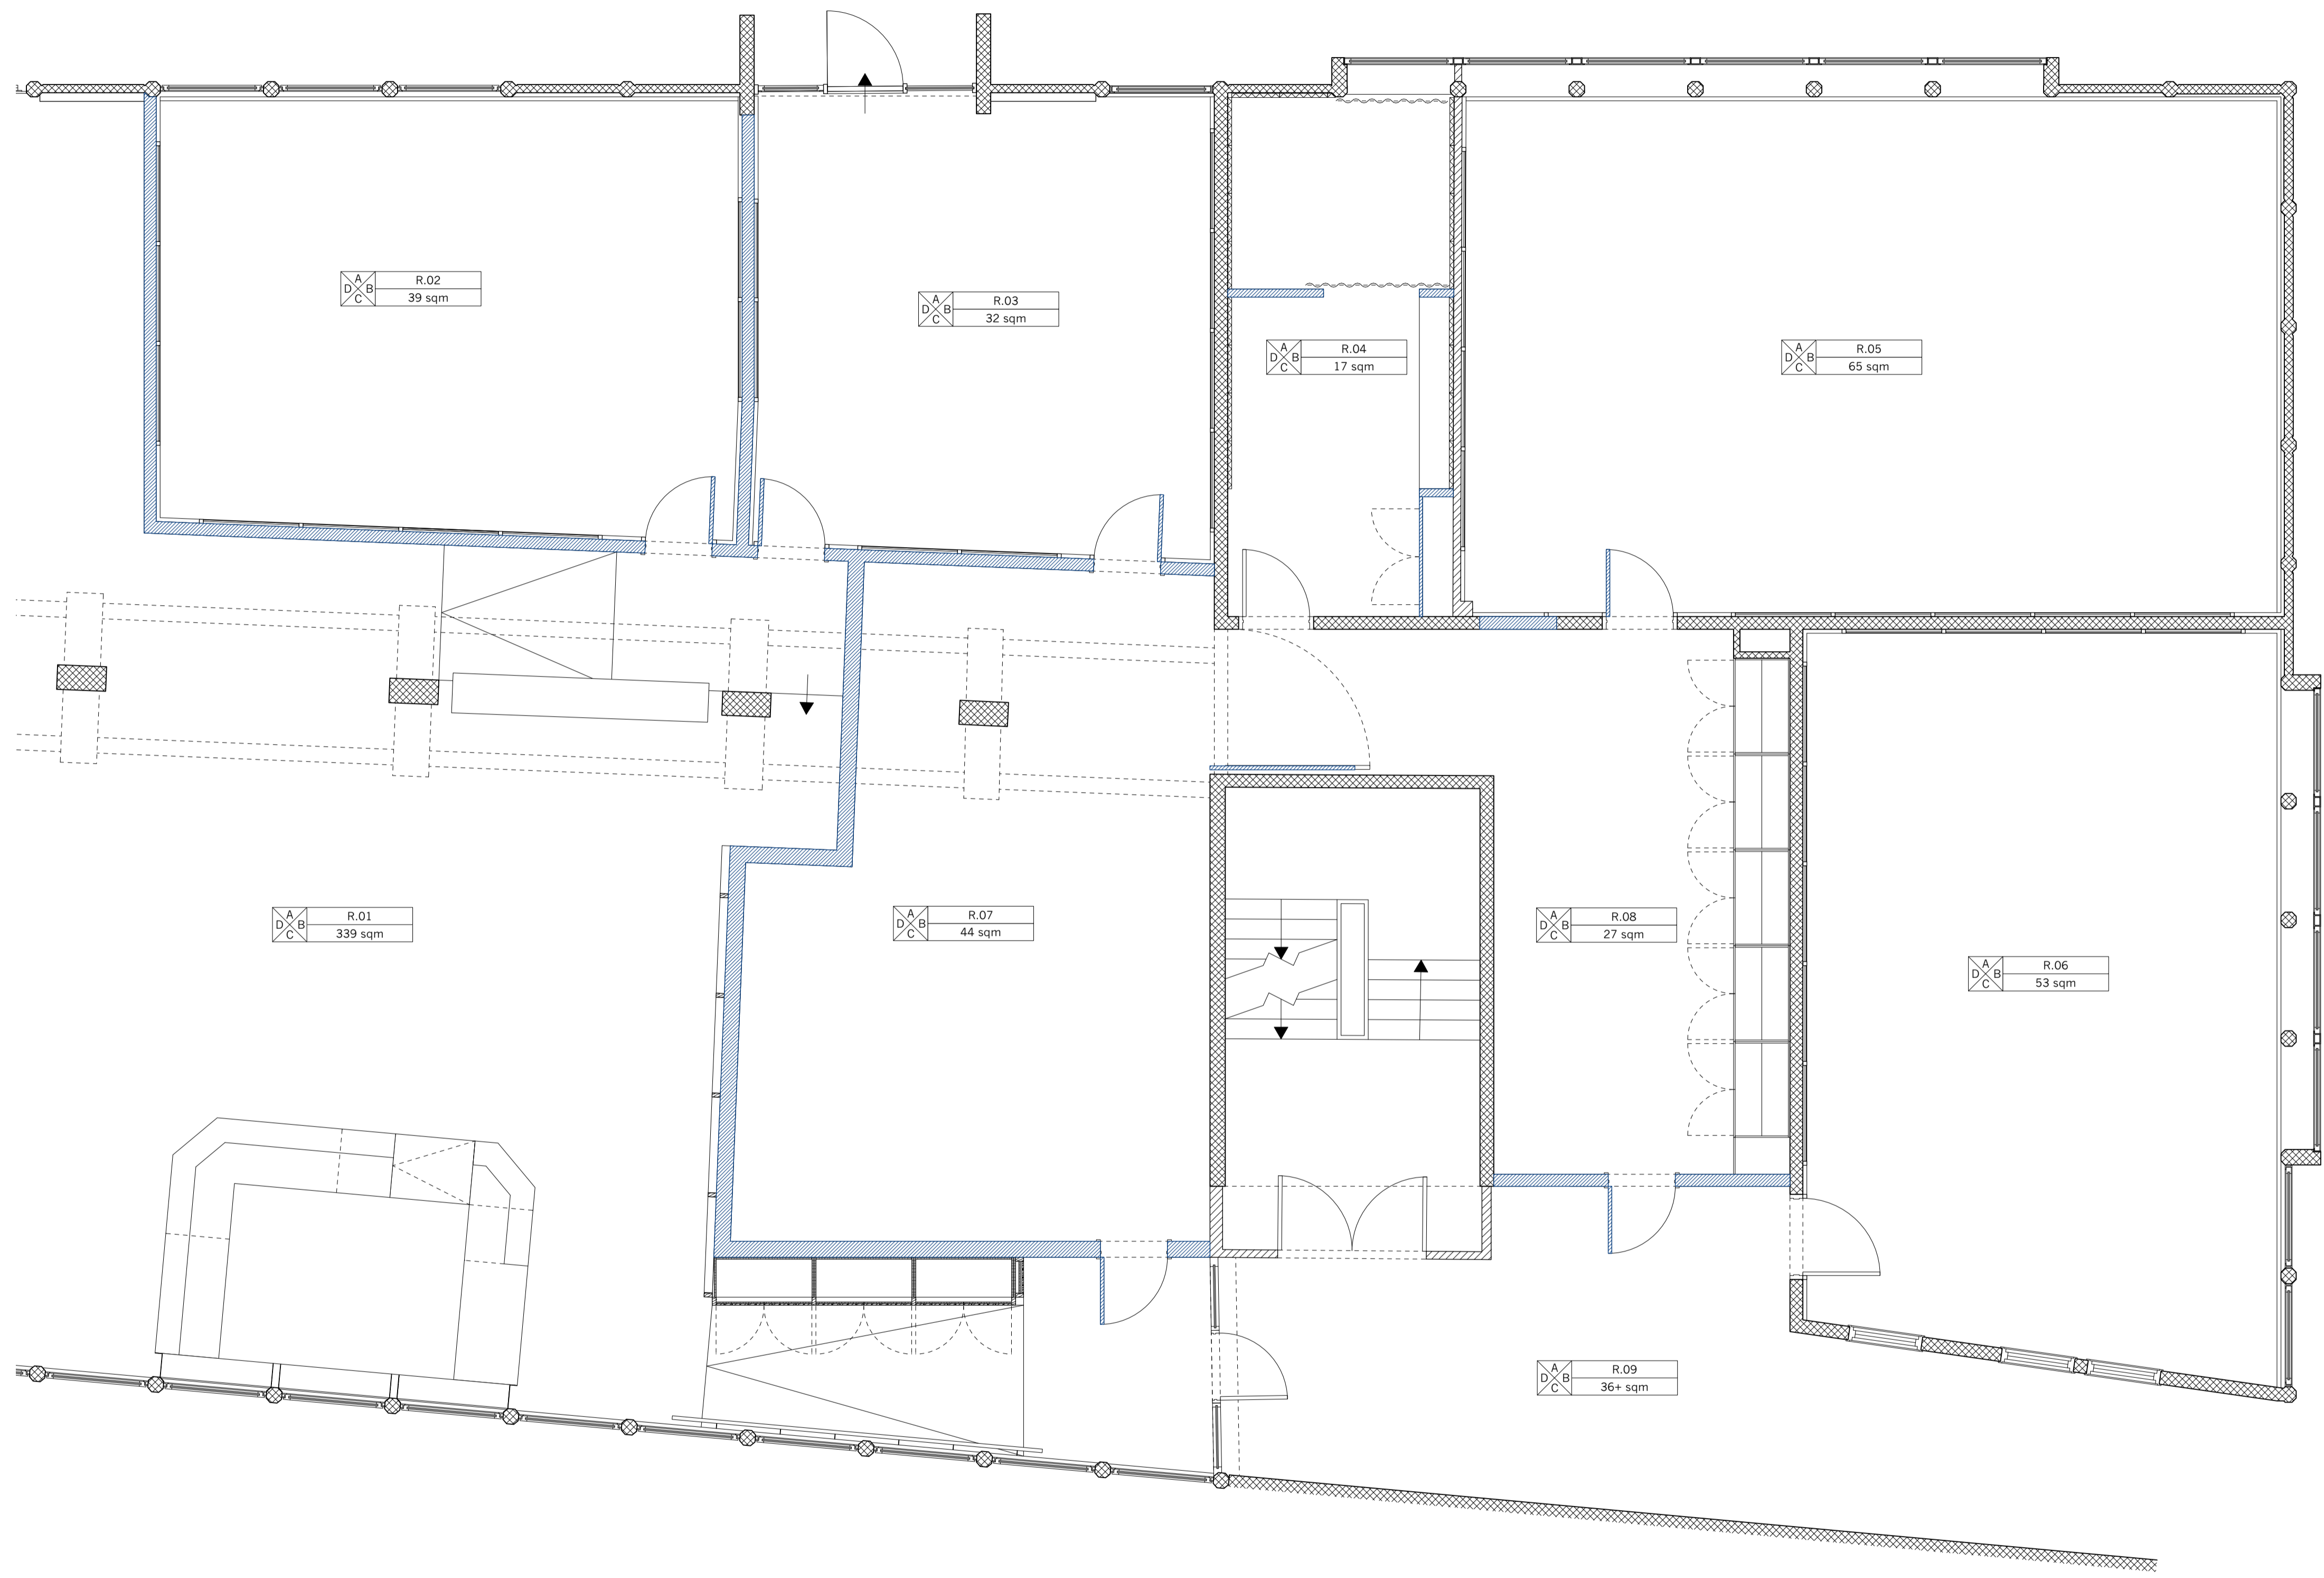 A
D B
C
R.02
39 sqm
A
D B
C
R.03
32 sqm
A
D B
C
R.04
17 sqm
A
D B
C
R.05
65 sqm
A
D B
C
R.01
339 sqm
A
D B
C
R.07
44 sqm
A
D B
C
R.08
27 sqm
A
D B
C
R.06
53 sqm
A
D B
C
R.09
36+ sqm